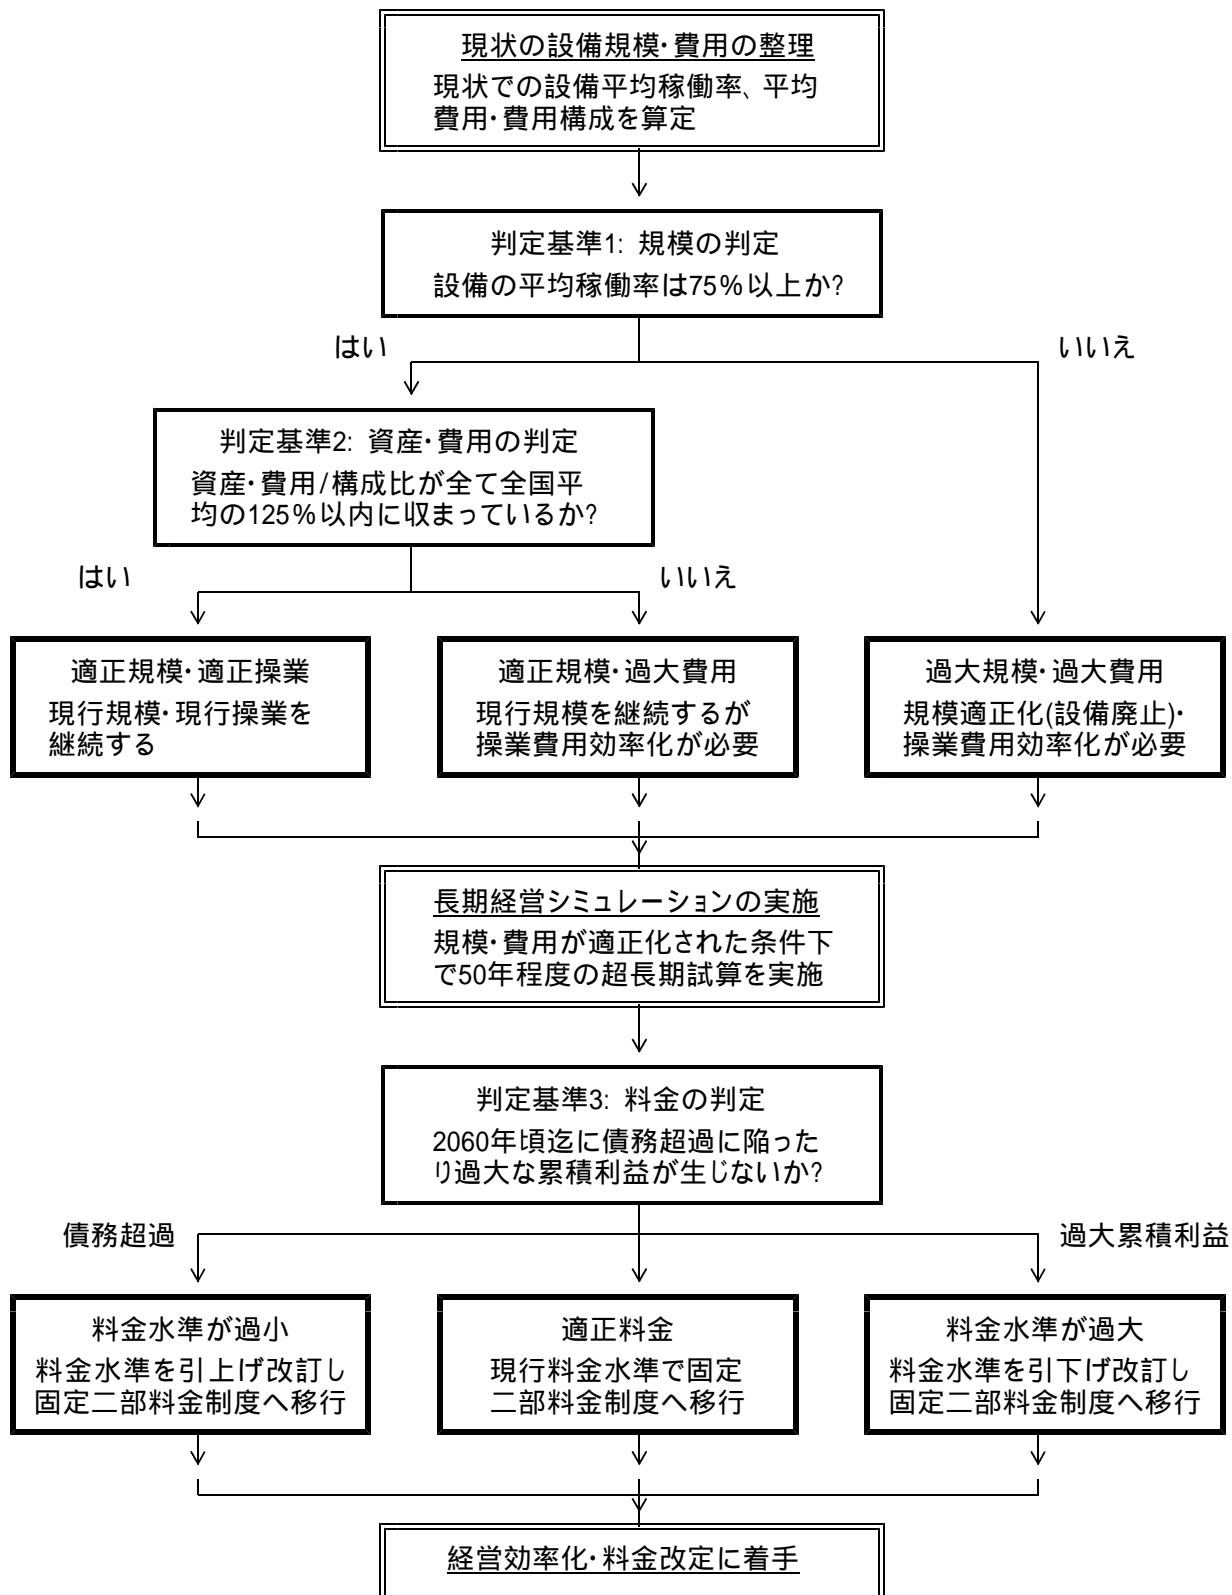 現状の設備規模・費用の整理
現状での設備平均稼働率、平均
費用・費用構成を算定
判定基準1: 規模の判定
設備の平均稼働率は75%以上か?
はい
いいえ
判定基準2: 資産・費用の判定
資産・費用/構成比が全て全国平
均の125%以内に収まっているか?
はい
いいえ
適正規模・適正操業
現行規模・現行操業を
継続する
適正規模・過大費用
現行規模を継続するが
操業費用効率化が必要
過大規模・過大費用
規模適正化(設備廃止)・
操業費用効率化が必要
長期経営シミュレーションの実施
規模・費用が適正化された条件下
で50年程度の超長期試算を実施
判定基準3: 料金の判定
2060年頃迄に債務超過に陥った
り過大な累積利益が生じないか?
債務超過
過大累積利益
料金水準が過小
料金水準を引上げ改訂し
固定二部料金制度へ移行
適正料金
現行料金水準で固定
二部料金制度へ移行
料金水準が過大
料金水準を引下げ改訂し
固定二部料金制度へ移行
経営効率化・料金改定に着手